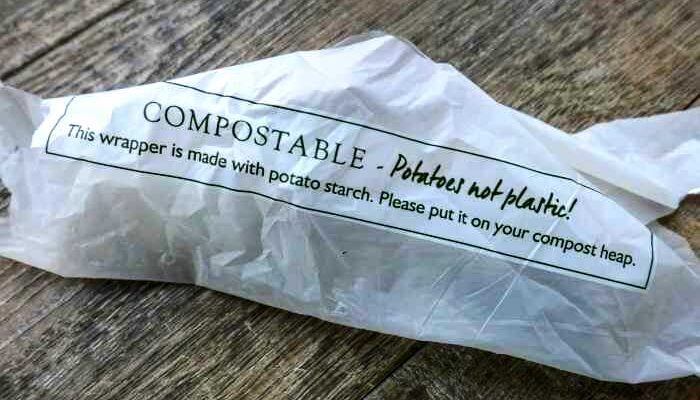 COMPOSTABLE - Potatoes not plastic!
This wrapper is made with potato starch. Please put it on your compost heap.